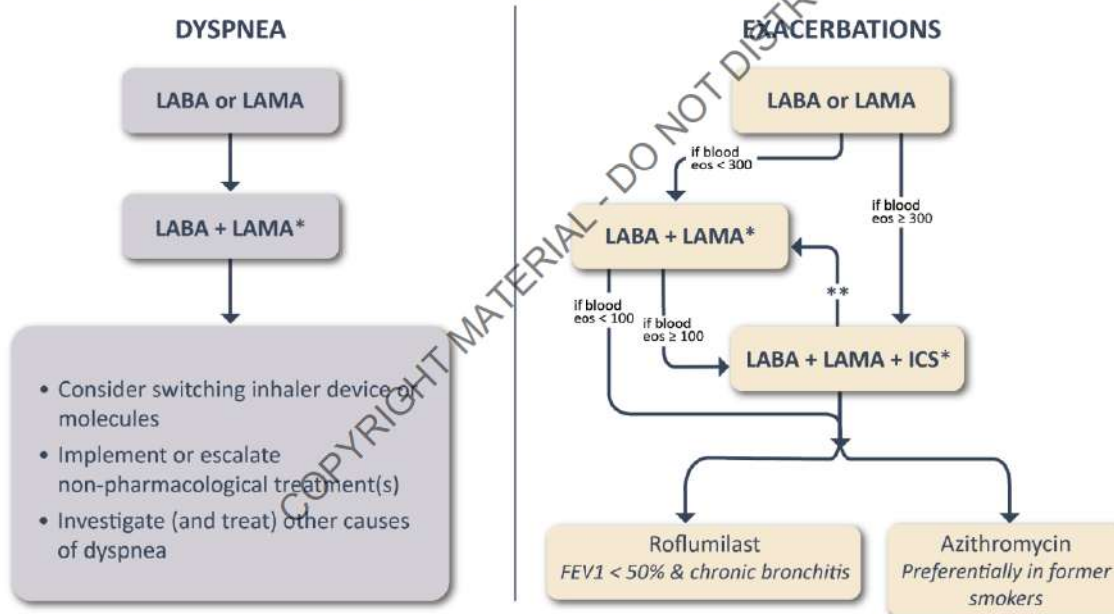 DYSPNEA
LABA or LAMA
LABA + LAMA*
• Consider switching inhaler device or
molecules
• Implement or escalate
non-pharmacological treatment(s)
• Investigate (and treat) other causes
of dyspnea
EXACERBATIONS
LABA or LAMA
if blood
eos < 300
if blood
eos ≥ 300
LABA + LAMA*
**
if blood
eos < 100
if blood
eos ≥ 100
LABA + LAMA + ICS*
Roflumilast
FEV1 < 50% & chronic bronchitis
Azithromycin
Preferentially in former
smokers
COPYRIGHT MATERIAL - DO NOT DISTR